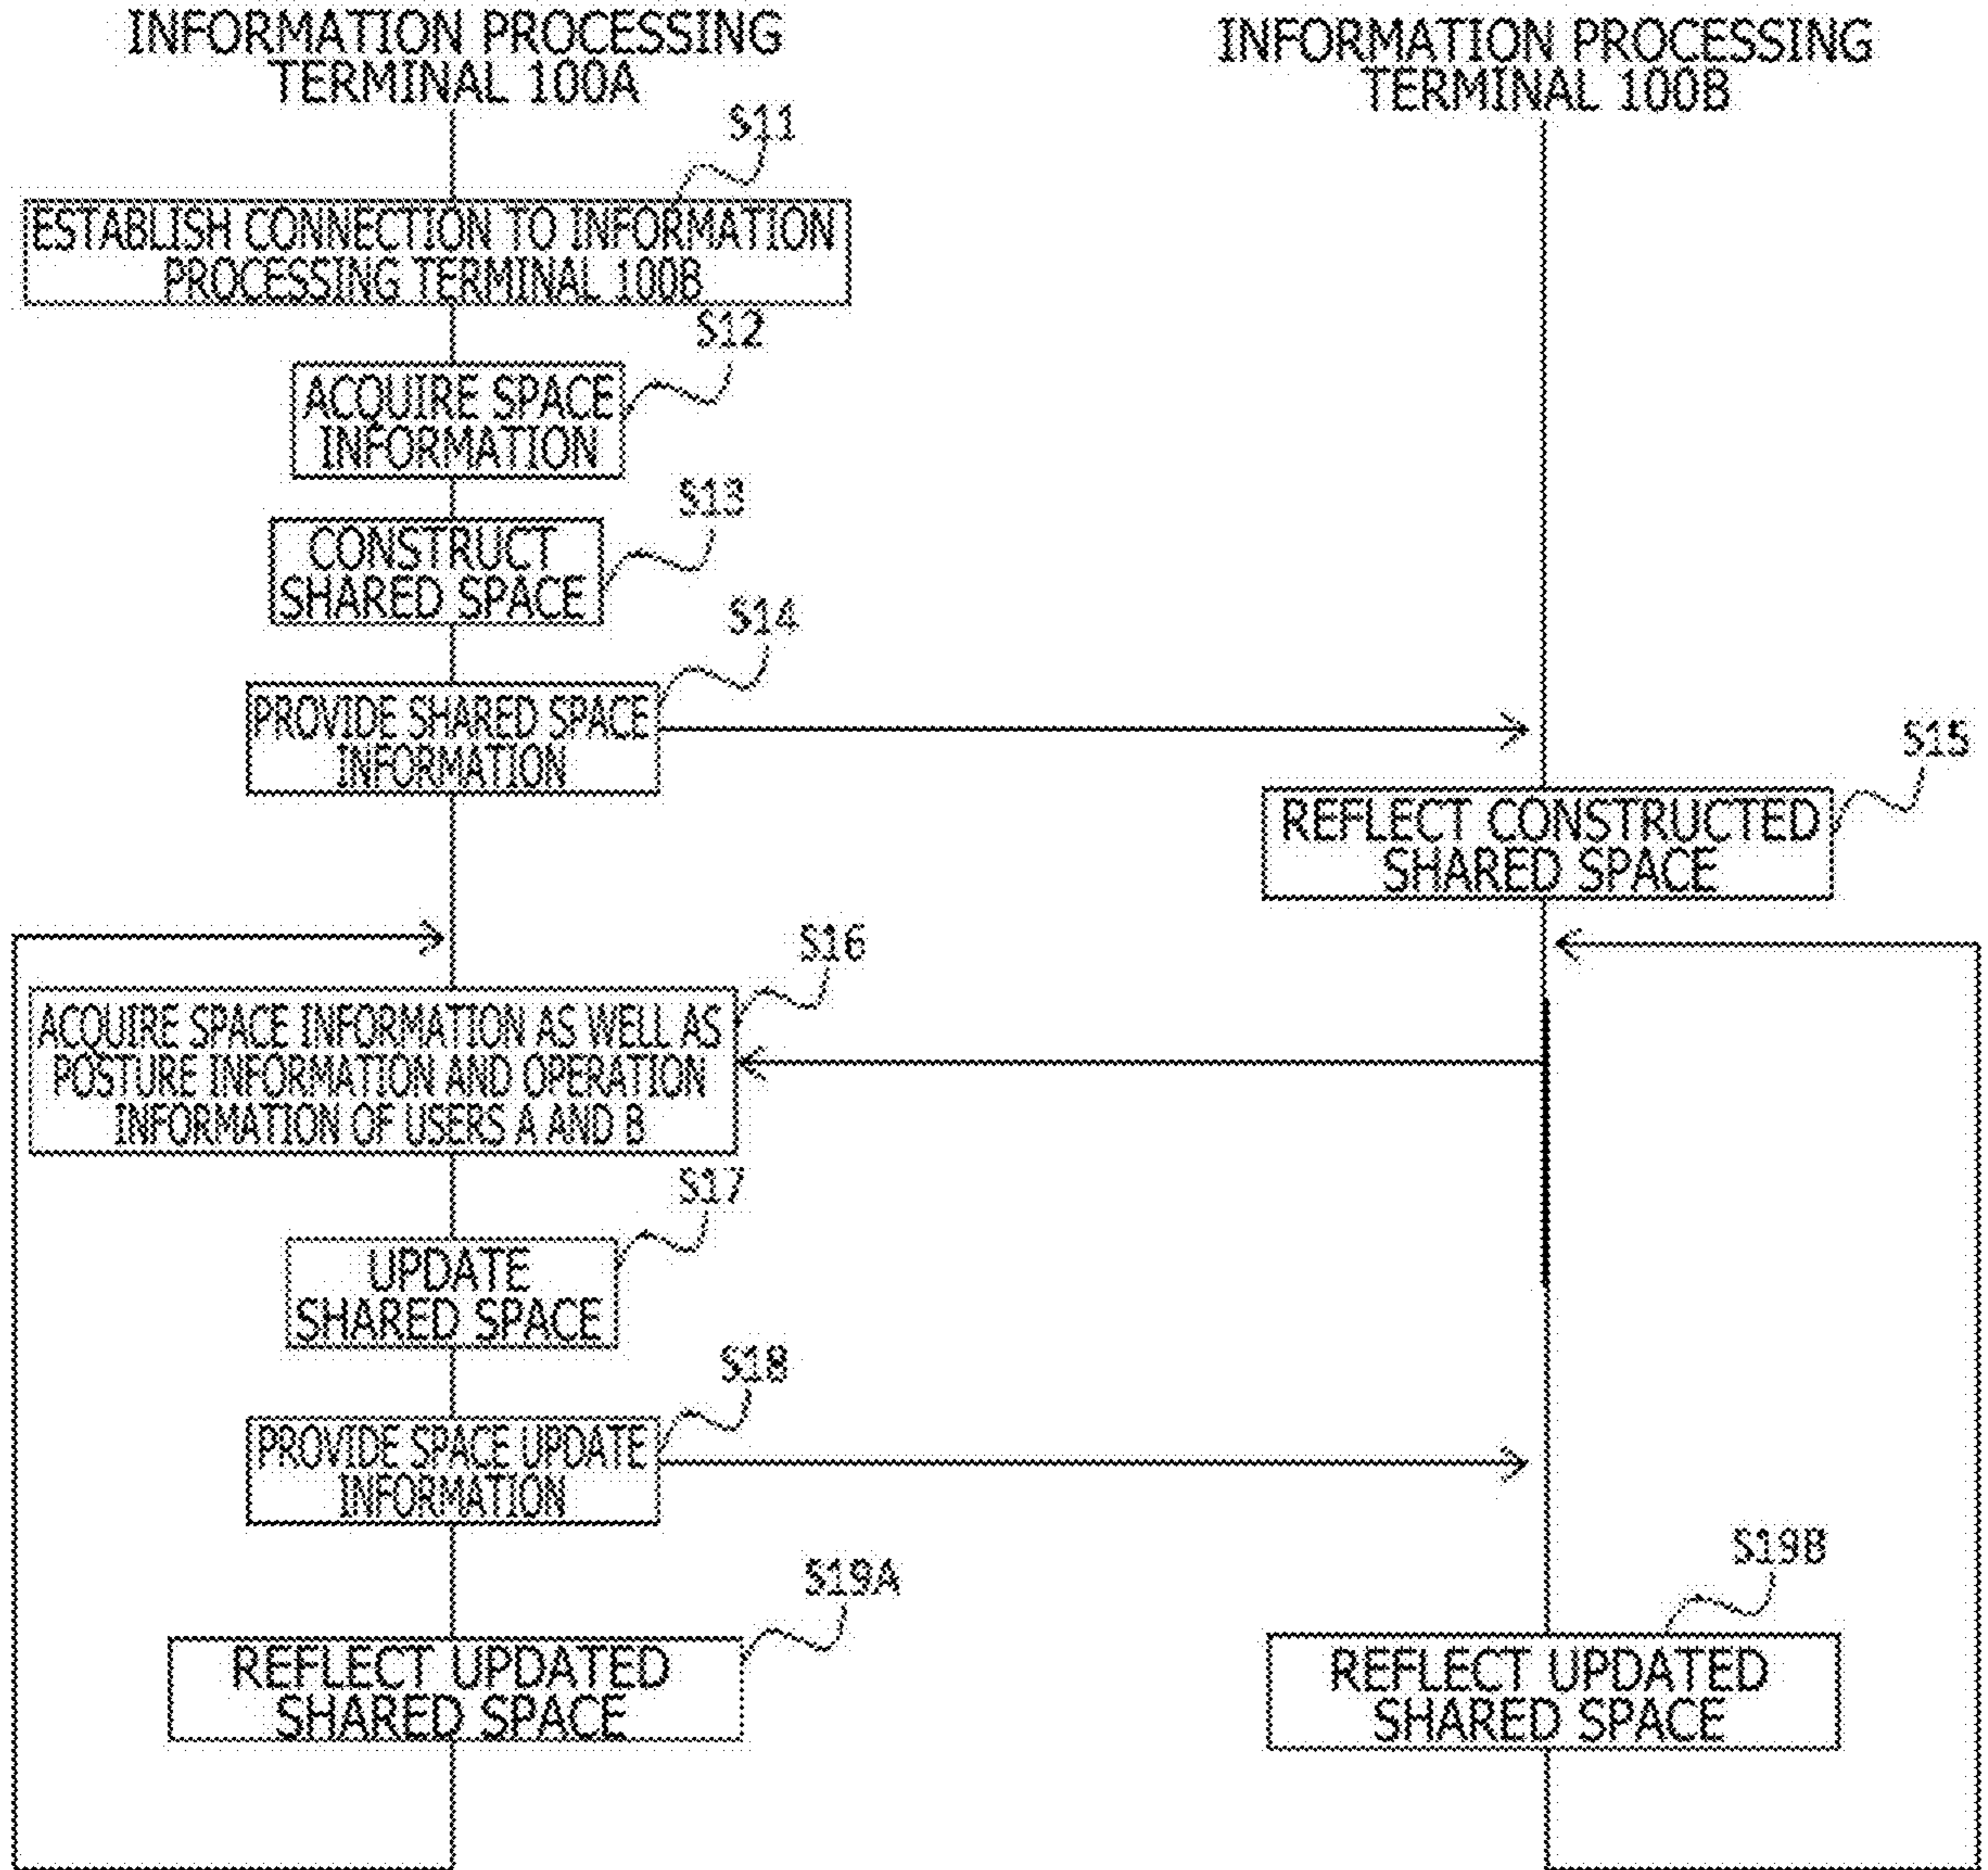 INFORMATION PROCESSING
TERMINAL 100A
INFORMATION PROCESSING
TERMINAL 100B
S11
ESTABLISH CONNECTION TO INFORMATION
PROCESSING TERMINAL 100B
S12
ACQUIRE SPACE
INFORMATION
S13
CONSTRUCT
SHARED SPACE
S14
PROVIDE SHARED SPACE
INFORMATION
S15
REFLECT CONSTRUCTED
SHARED SPACE
S16
ACQUIRE SPACE INFORMATION AS WELL AS
POSTURE INFORMATION AND OPERATION
INFORMATION OF USERS A AND B
S17
UPDATE
SHARED SPACE
S18
PROVIDE SPACE UPDATE
INFORMATION
S19A
REFLECT UPDATED
SHARED SPACE
S19B
REFLECT UPDATED
SHARED SPACE